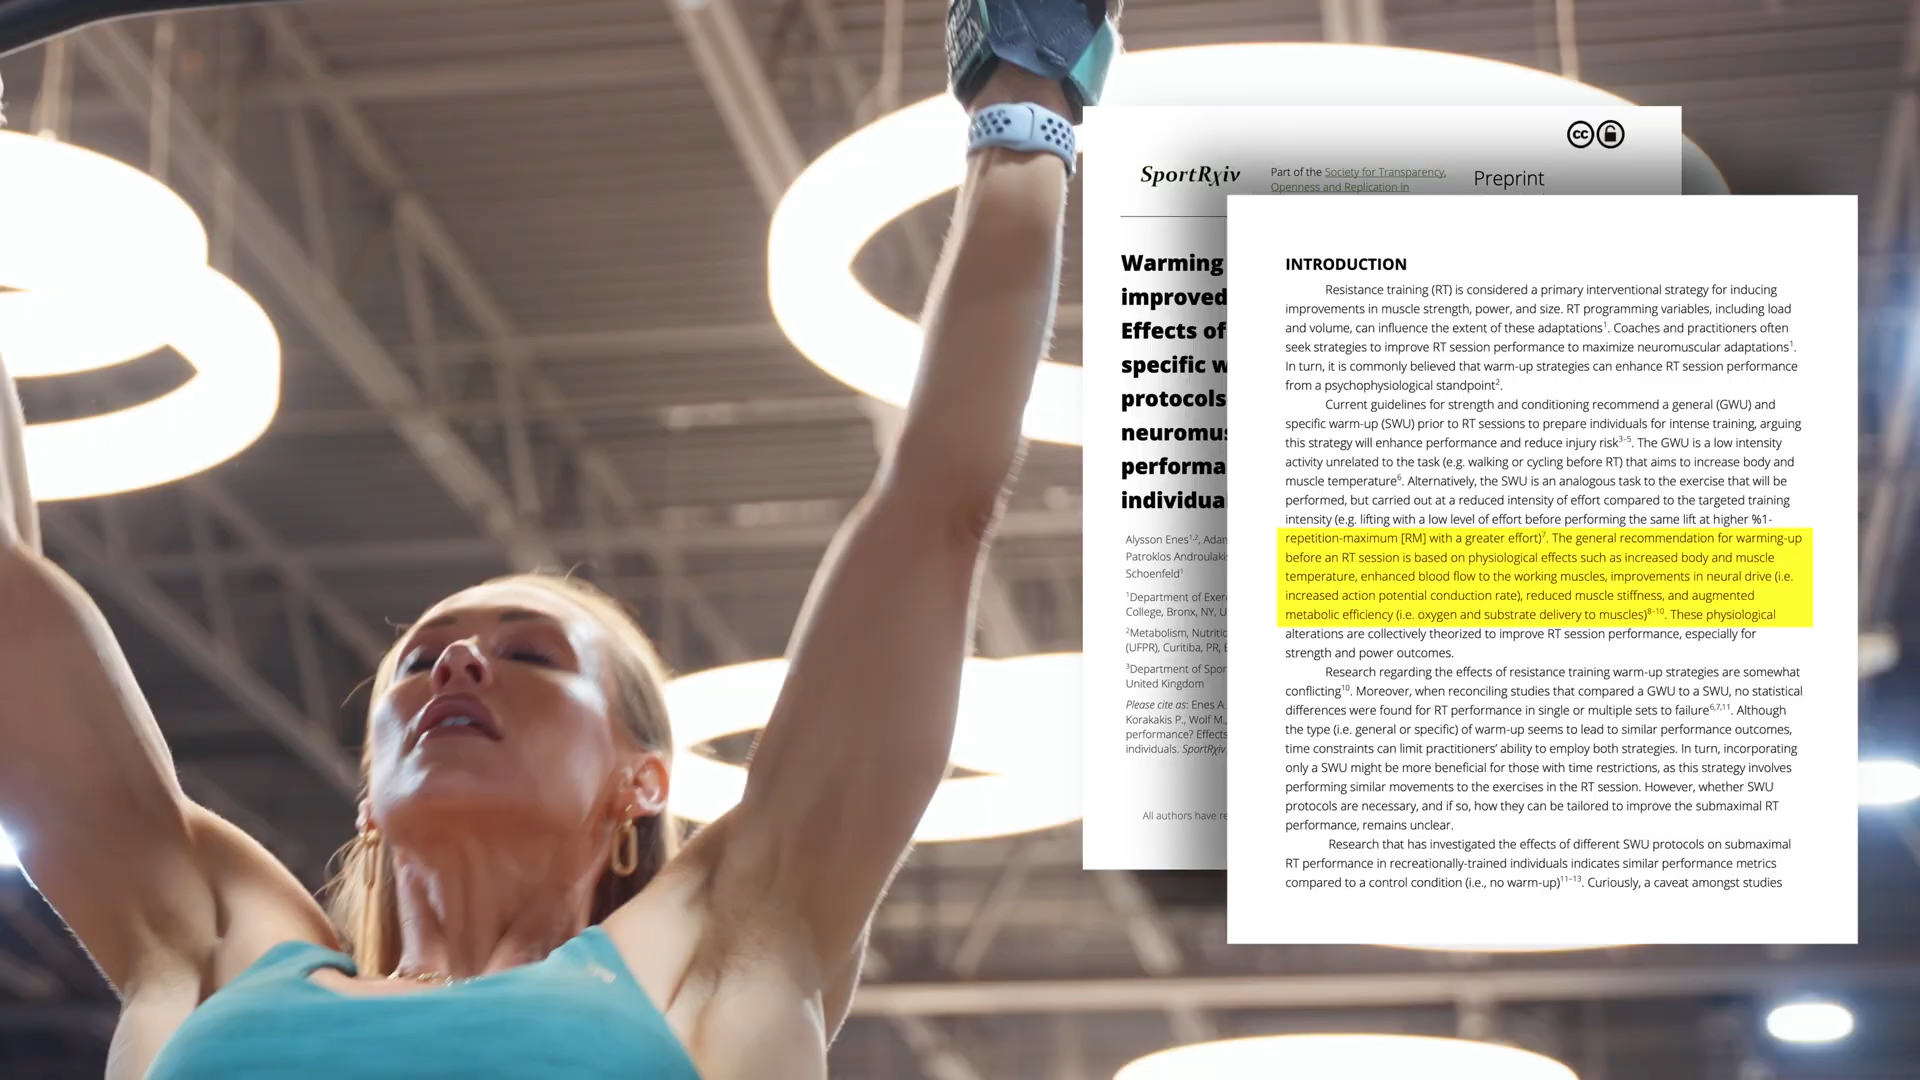 cc
SportRχiv
Part of the Society for Transparency,
Openness and Replication in
Preprint
Warming
improved
Effects of
specific w
protocols
neuromus
performa
individua
Alysson Enes1,2, Adam
Patroklos Androulaki
Schoenfeld1
1Department of Exer
College, Bronx, NY, U
2Metabolism, Nutritio
(UFPR), Curitiba, PR, B
3Department of Spor
United Kingdom
Please cite as: Enes A.
Korakakis P., Wolf M.,
performance? Effects
individuals. SportRχiv
All authors have re
INTRODUCTION
Resistance training (RT) is considered a primary interventional strategy for inducing
improvements in muscle strength, power, and size. RT programming variables, including load
and volume, can influence the extent of these adaptations1. Coaches and practitioners often
seek strategies to improve RT session performance to maximize neuromuscular adaptations1.
In turn, it is commonly believed that warm-up strategies can enhance RT session performance
from a psychophysiological standpoint2.
Current guidelines for strength and conditioning recommend a general (GWU) and
specific warm-up (SWU) prior to RT sessions to prepare individuals for intense training, arguing
this strategy will enhance performance and reduce injury risk3-5. The GWU is a low intensity
activity unrelated to the task (e.g. walking or cycling before RT) that aims to increase body and
muscle temperature6. Alternatively, the SWU is an analogous task to the exercise that will be
performed, but carried out at a reduced intensity of effort compared to the targeted training
intensity (e.g. lifting with a low level of effort before performing the same lift at higher %1-
repetition-maximum [RM] with a greater effort)7. The general recommendation for warming-up
before an RT session is based on physiological effects such as increased body and muscle
temperature, enhanced blood flow to the working muscles, improvements in neural drive (i.e.
increased action potential conduction rate), reduced muscle stiffness, and augmented
metabolic efficiency (i.e. oxygen and substrate delivery to muscles)8-10. These physiological
alterations are collectively theorized to improve RT session performance, especially for
strength and power outcomes.
Research regarding the effects of resistance training warm-up strategies are somewhat
conflicting10. Moreover, when reconciling studies that compared a GWU to a SWU, no statistical
differences were found for RT performance in single or multiple sets to failure6,7,11. Although
the type (i.e. general or specific) of warm-up seems to lead to similar performance outcomes,
time constraints can limit practitioners’ ability to employ both strategies. In turn, incorporating
only a SWU might be more beneficial for those with time restrictions, as this strategy involves
performing similar movements to the exercises in the RT session. However, whether SWU
protocols are necessary, and if so, how they can be tailored to improve the submaximal RT
performance, remains unclear.
Research that has investigated the effects of different SWU protocols on submaximal
RT performance in recreationally-trained individuals indicates similar performance metrics
compared to a control condition (i.e., no warm-up)11-13. Curiously, a caveat amongst studies